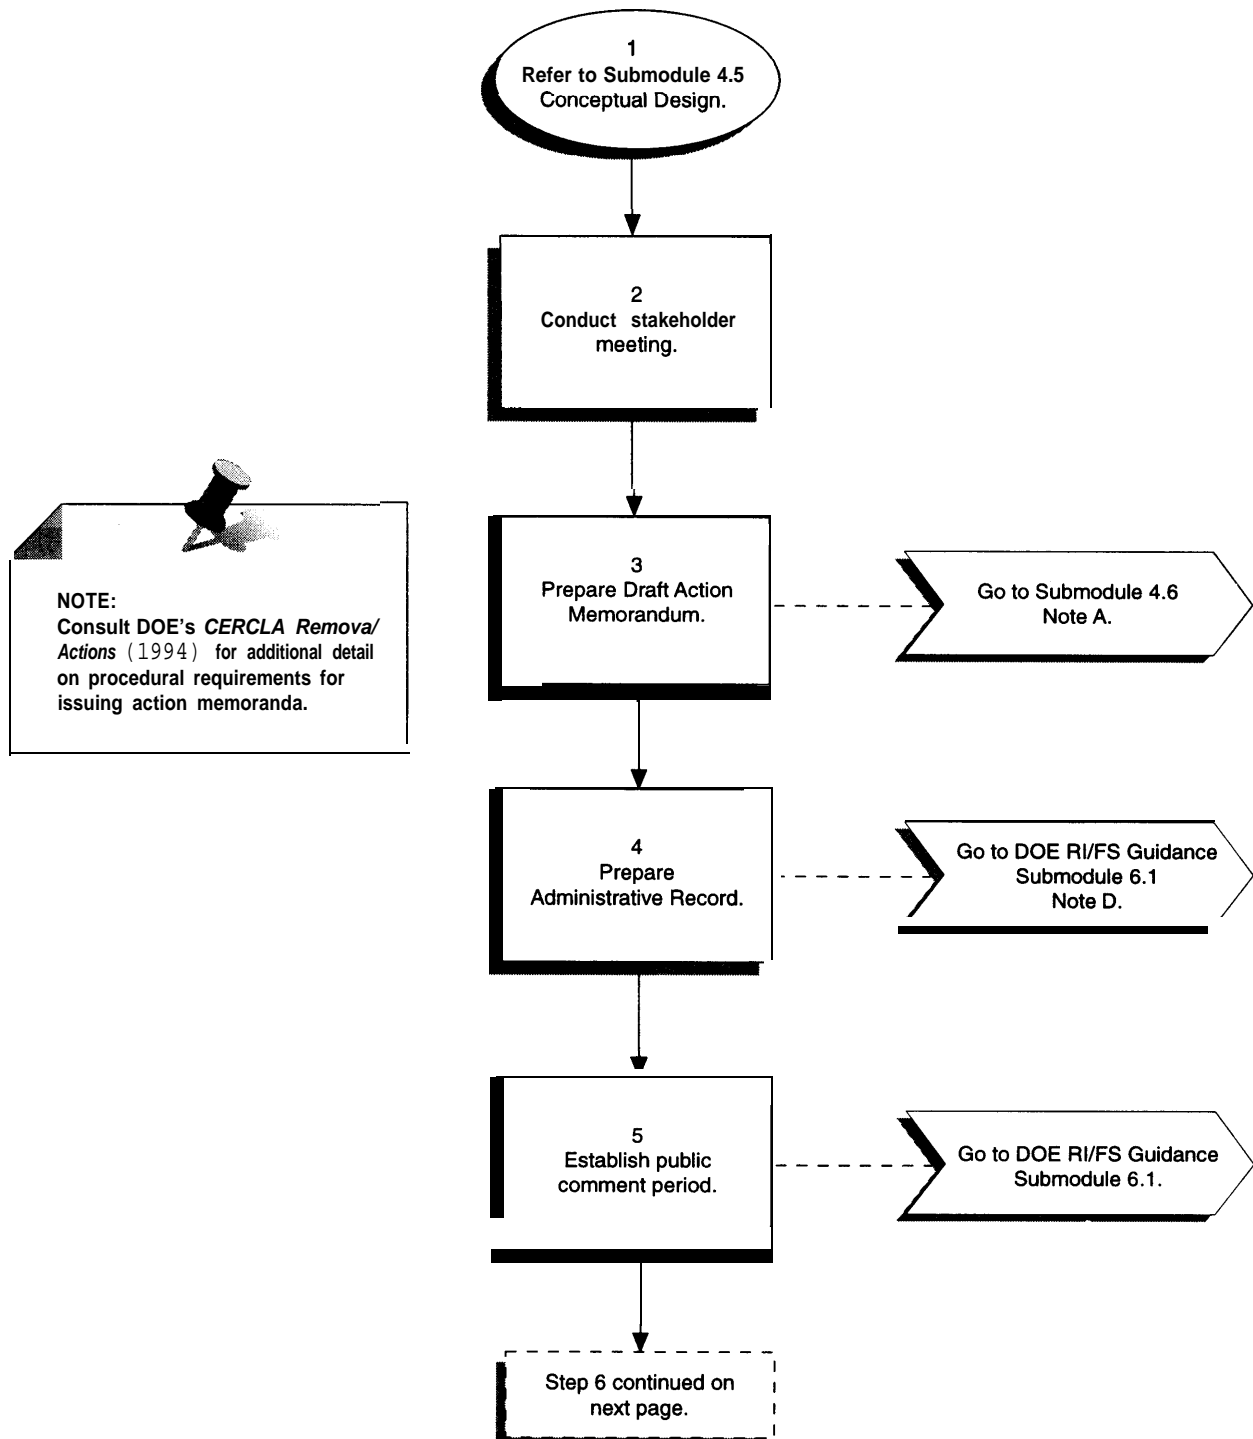 1
Refer to Submodule 4.5
Conceptual Design.
2
Conduct stakeholder
meeting.
NOTE:
Consult DOE's CERCLA Remova/
Actions (1994) for additional detail
on procedural requirements for
issuing action memoranda.
3
Prepare Draft Action
Memorandum.
Go to Submodule 4.6
Note A.
4
Prepare
Administrative Record.
Go to DOE RI/FS Guidance
Submodule 6.1
Note D.
5
Establish public
comment period.
Go to DOE RI/FS Guidance
Submodule 6.1.
Step 6 continued on
next page.